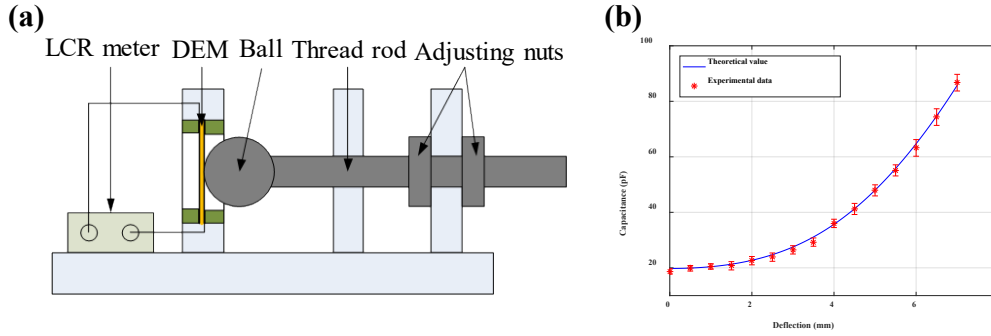 (a)
LCR meter DEM Ball Thread rod Adjusting nuts
(b)
100
80
60
40
20
0 2 4 6
Capacitance (pF)
Deflection (mm)
Theoretical value
Experimental data